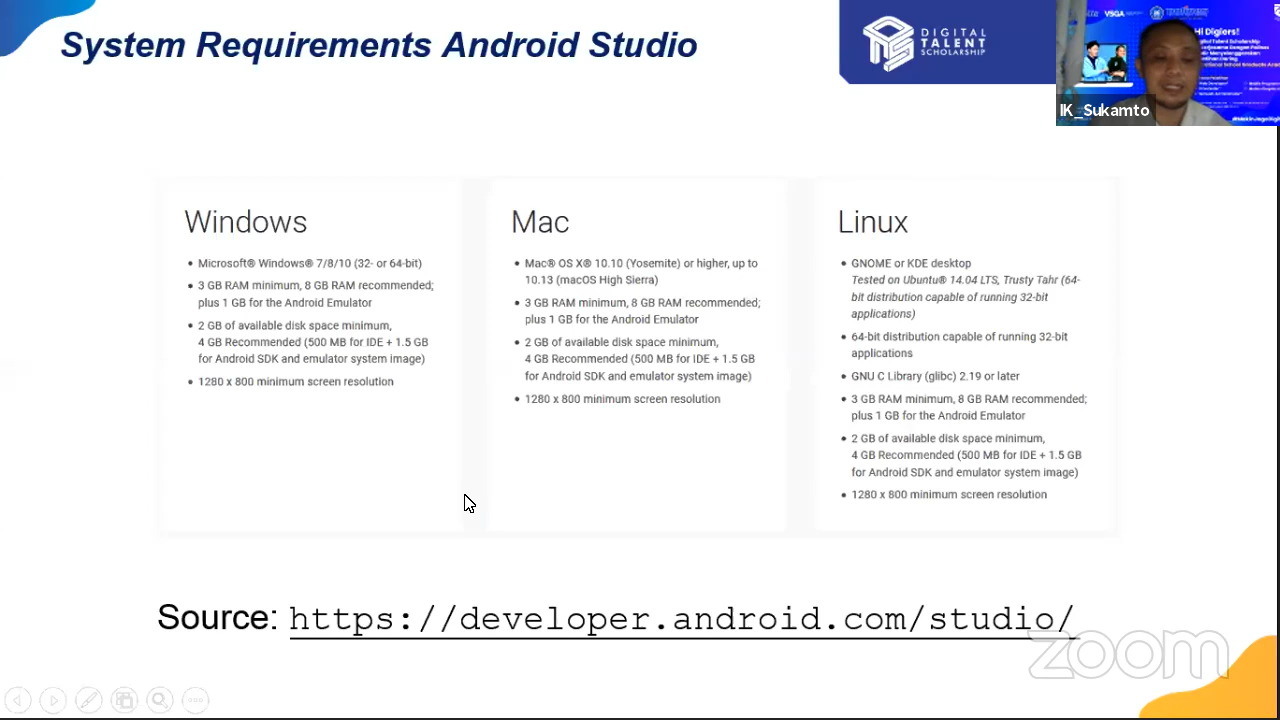 System Requirements Android Studio
DIGITAL
TALENT
SCHOLARSHIP
VSGA
Hi Digiers!
IK_Sukamto
Windows
• Microsoft® Windows® 7/8/10 (32- or 64-bit)
• 3 GB RAM minimum, 8 GB RAM recommended;
plus 1 GB for the Android Emulator
• 2 GB of available disk space minimum,
4 GB Recommended (500 MB for IDE + 1.5 GB
for Android SDK and emulator system image)
• 1280 x 800 minimum screen resolution
Mac
• Mac® OS X® 10.10 (Yosemite) or higher, up to
10.13 (macOS High Sierra)
• 3 GB RAM minimum, 8 GB RAM recommended;
plus 1 GB for the Android Emulator
• 2 GB of available disk space minimum,
4 GB Recommended (500 MB for IDE + 1.5 GB
for Android SDK and emulator system image)
• 1280 x 800 minimum screen resolution
Linux
• GNOME or KDE desktop
Tested on Ubuntu® 14.04 LTS, Trusty Tahr (64-
bit distribution capable of running 32-bit
applications)
• 64-bit distribution capable of running 32-bit
applications
• GNU C Library (glibc) 2.19 or later
• 3 GB RAM minimum, 8 GB RAM recommended;
plus 1 GB for the Android Emulator
• 2 GB of available disk space minimum,
4 GB Recommended (500 MB for IDE + 1.5 GB
for Android SDK and emulator system image)
• 1280 x 800 minimum screen resolution
Source: https://developer.android.com/studio/
zoom